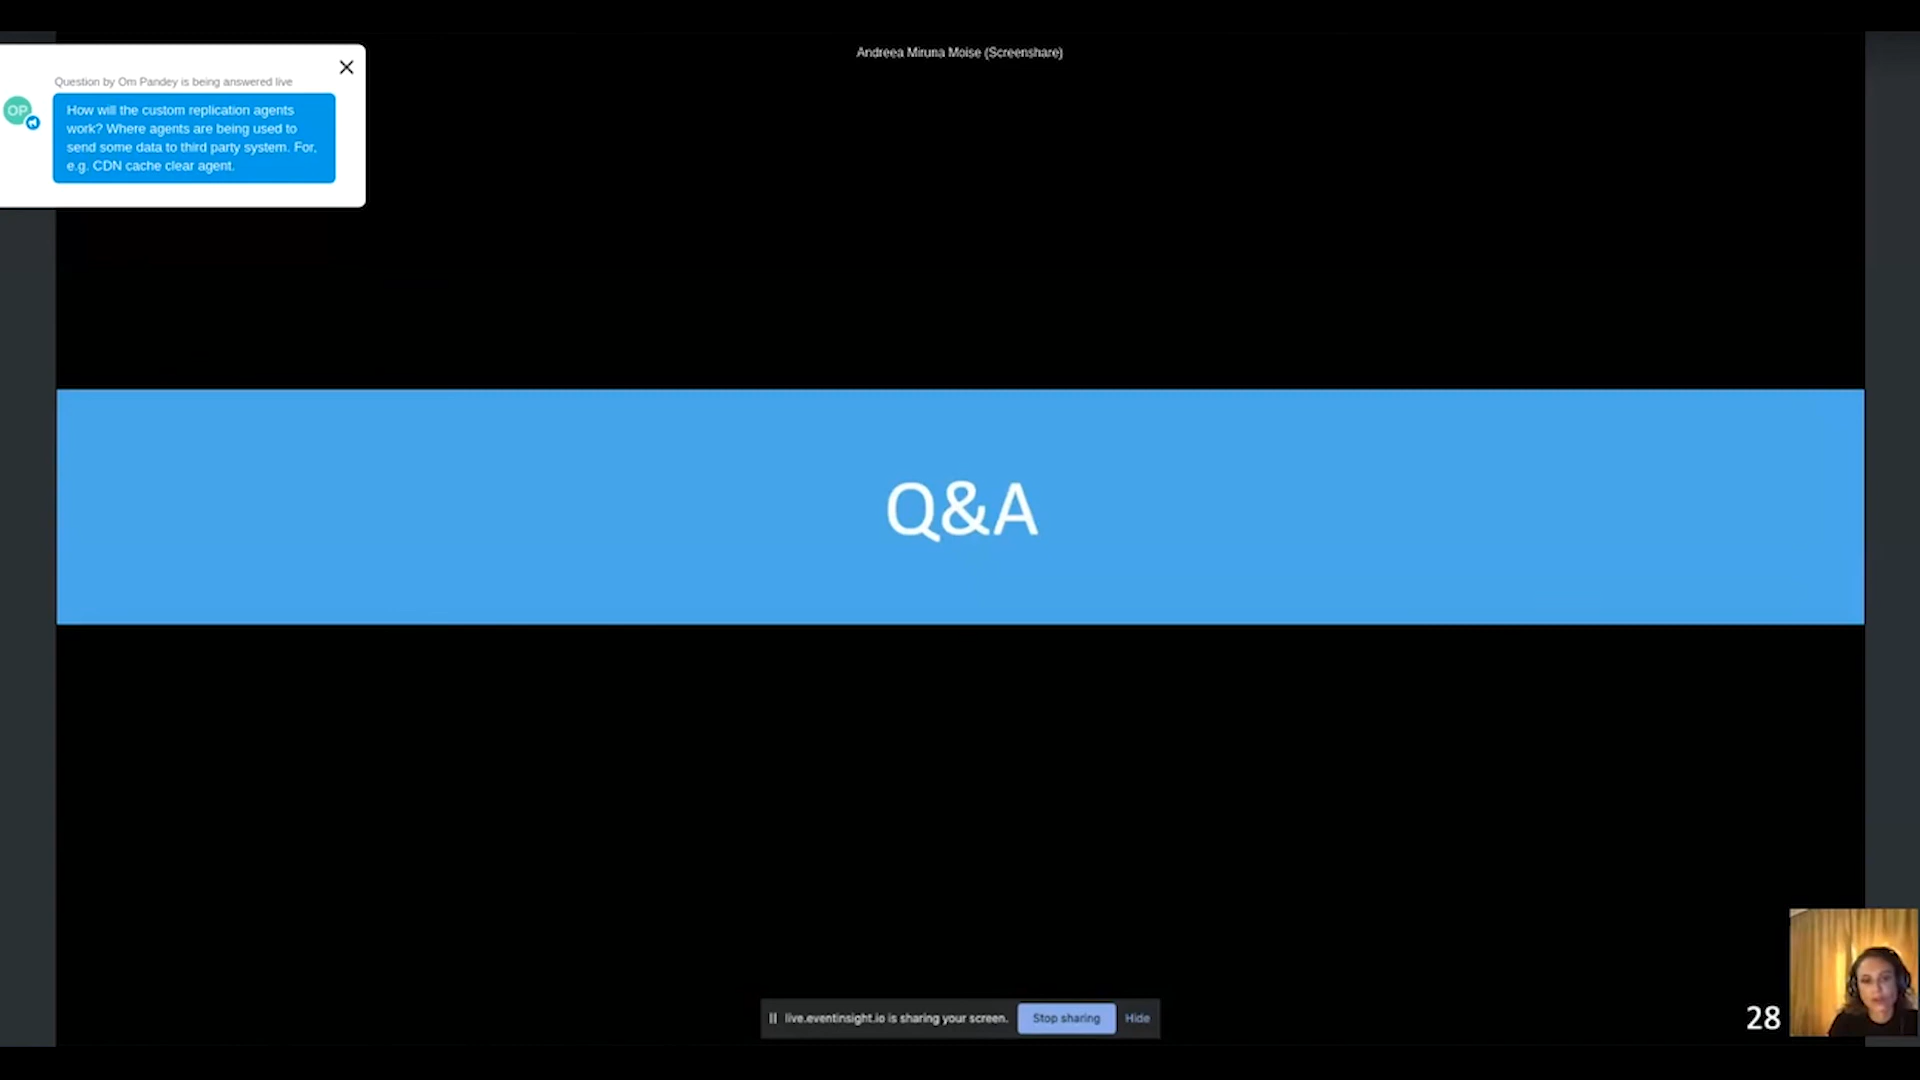 Andreea Miruna Moise (Screenshare)
Question by Om Pandey is being answered live
OP
How will the custom replication agents
work? Where agents are being used to
send some data to third party system. For,
e.g. CDN cache clear agent.
Q&A
live.eventinsight.io is sharing your screen.
Stop sharing
Hide
28